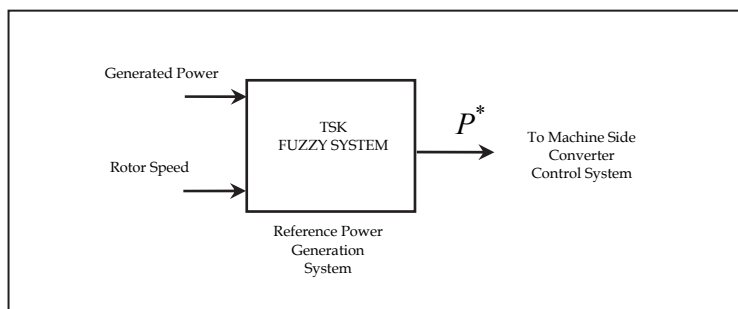 Generated Power
Rotor Speed
TSK
FUZZY SYSTEM
P*
To Machine Side
Converter
Control System
Reference Power
Generation
System